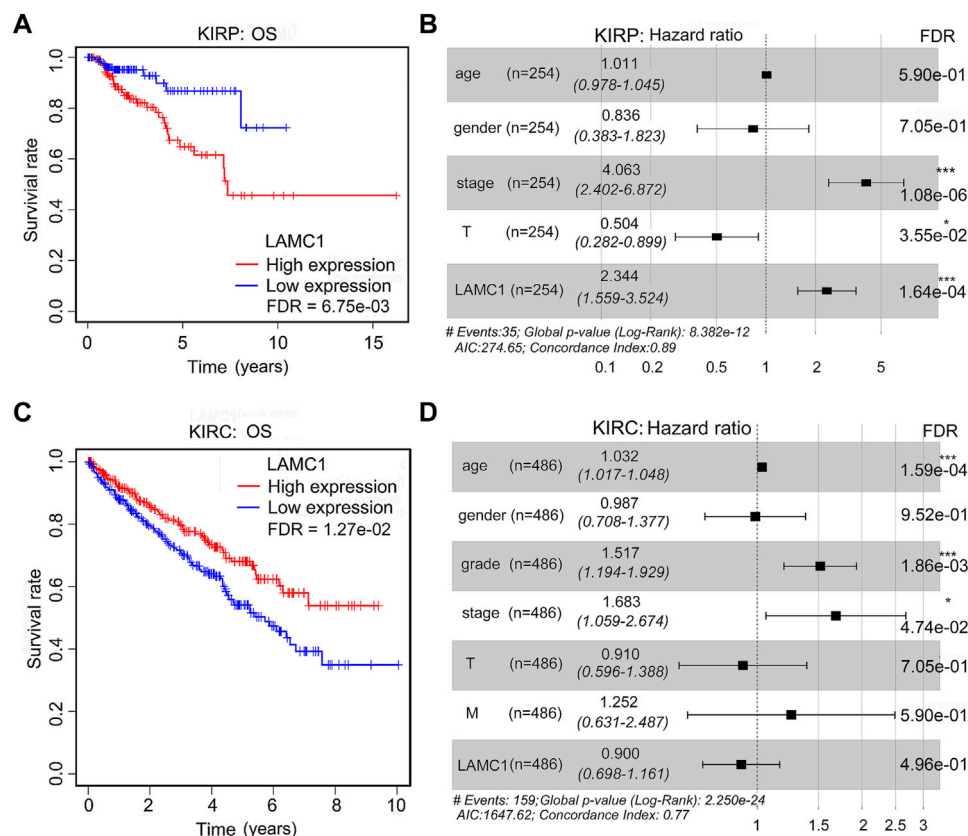 A
KIRP: OS
Survivial rate
1.0
0.8
0.6
0.4
0.2
0.0
LAMC1
High expression
Low expression
FDR = 6.75e-03
0
5
10
15
Time (years)
B
KIRP: Hazard ratio
FDR
age (n=254) 1.011 5.90e-01
(0.978-1.045)
gender (n=254) 0.836 7.05e-01
(0.383-1.823)
stage (n=254) 4.063 ***
(2.402-6.872) 1.08e-06
T (n=254) 0.504 *
(0.282-0.899) 3.55e-02
LAMC1 (n=254) 2.344 ***
(1.559-3.524) 1.64e-04
1
# Events:35; Global p-value (Log-Rank): 8.382e-12
AIC:274.65; Concordance Index:0.89
0.1 0.2 0.5 1 2 5
C
KIRC: OS
Survival rate
1.0
0.8
0.6
0.4
0.2
0.0
LAMC1
High expression
Low expression
FDR = 1.27e-02
0 2 4 6 8 10
Time (years)
D
KIRC: Hazard ratio
FDR
age (n=486) 1.032 ***
(1.017-1.048) 1.59e-04
gender (n=486) 0.987 9.52e-01
(0.708-1.377)
grade (n=486) 1.517 ***
(1.194-1.929) 1.86e-03
stage (n=486) 1.683 *
(1.059-2.674) 4.74e-02
T (n=486) 0.910 7.05e-01
(0.596-1.388)
M (n=486) 1.252 5.90e-01
(0.631-2.487)
LAMC1 (n=486) 0.900 4.96e-01
(0.698-1.161)
1
# Events: 159;Global p-value (Log-Rank): 2.250e-24
AIC:1647.62; Concordance Index: 0.77
1 1.5 2 2.5 3